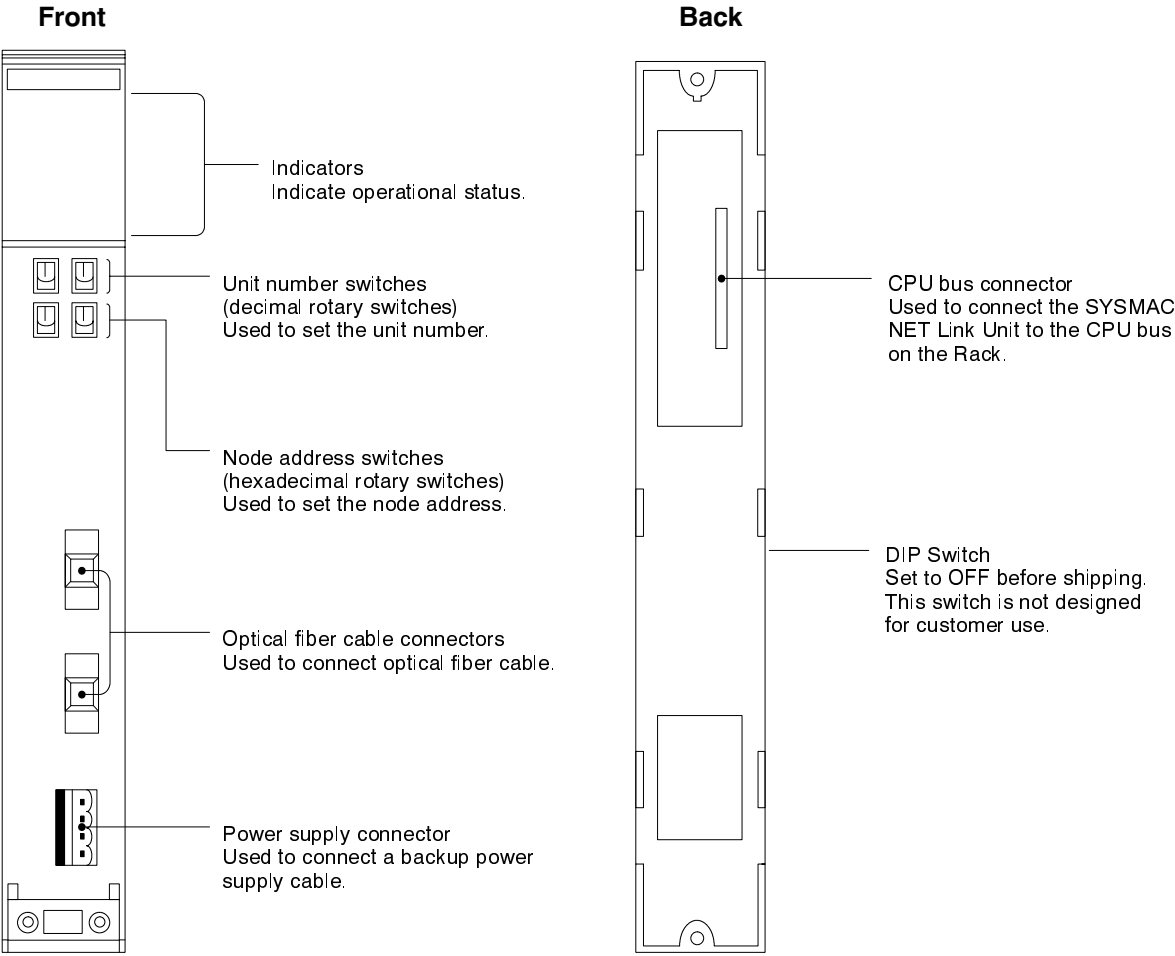 Front
Back
Indicators
Indicate operational status.
Unit number switches
(decimal rotary switches)
Used to set the unit number.
Node address switches
(hexadecimal rotary switches)
Used to set the node address.
Optical fiber cable connectors
Used to connect optical fiber cable.
Power supply connector
Used to connect a backup power
supply cable.
CPU bus connector
Used to connect the SYSMAC
NET Link Unit to the CPU bus
on the Rack.
DIP Switch
Set to OFF before shipping.
This switch is not designed
for customer use.